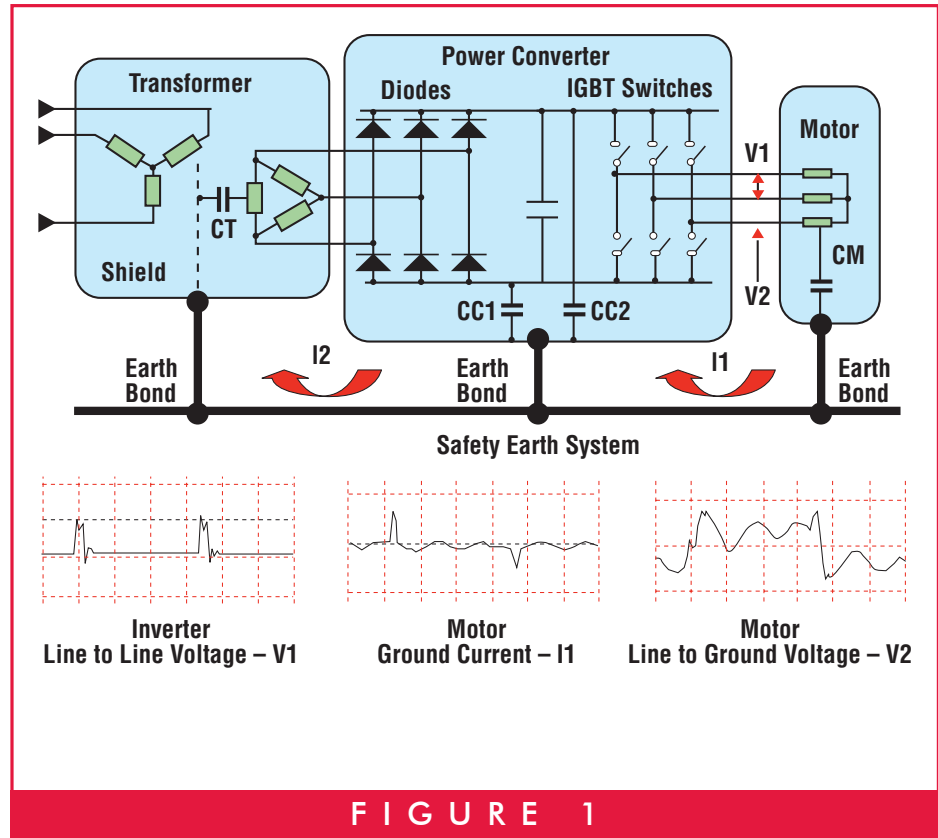 Power Converter
Transformer
Diodes
IGBT Switches
Motor
V1
CT
CM
Shield
CC1
CC2
V2
I2
I1
Earth
Bond
Earth
Bond
Earth
Bond
Safety Earth System
Inverter
Line to Line Voltage – V1
Motor
Ground Current – I1
Motor
Line to Ground Voltage – V2
FIGURE 1